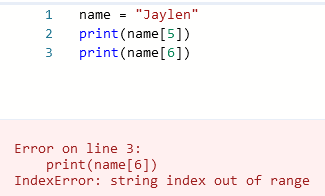 1 name = "Jaylen"
2 print(name[5])
3 print(name[6])
Error on line 3:
    print(name[6])
IndexError: string index out of range